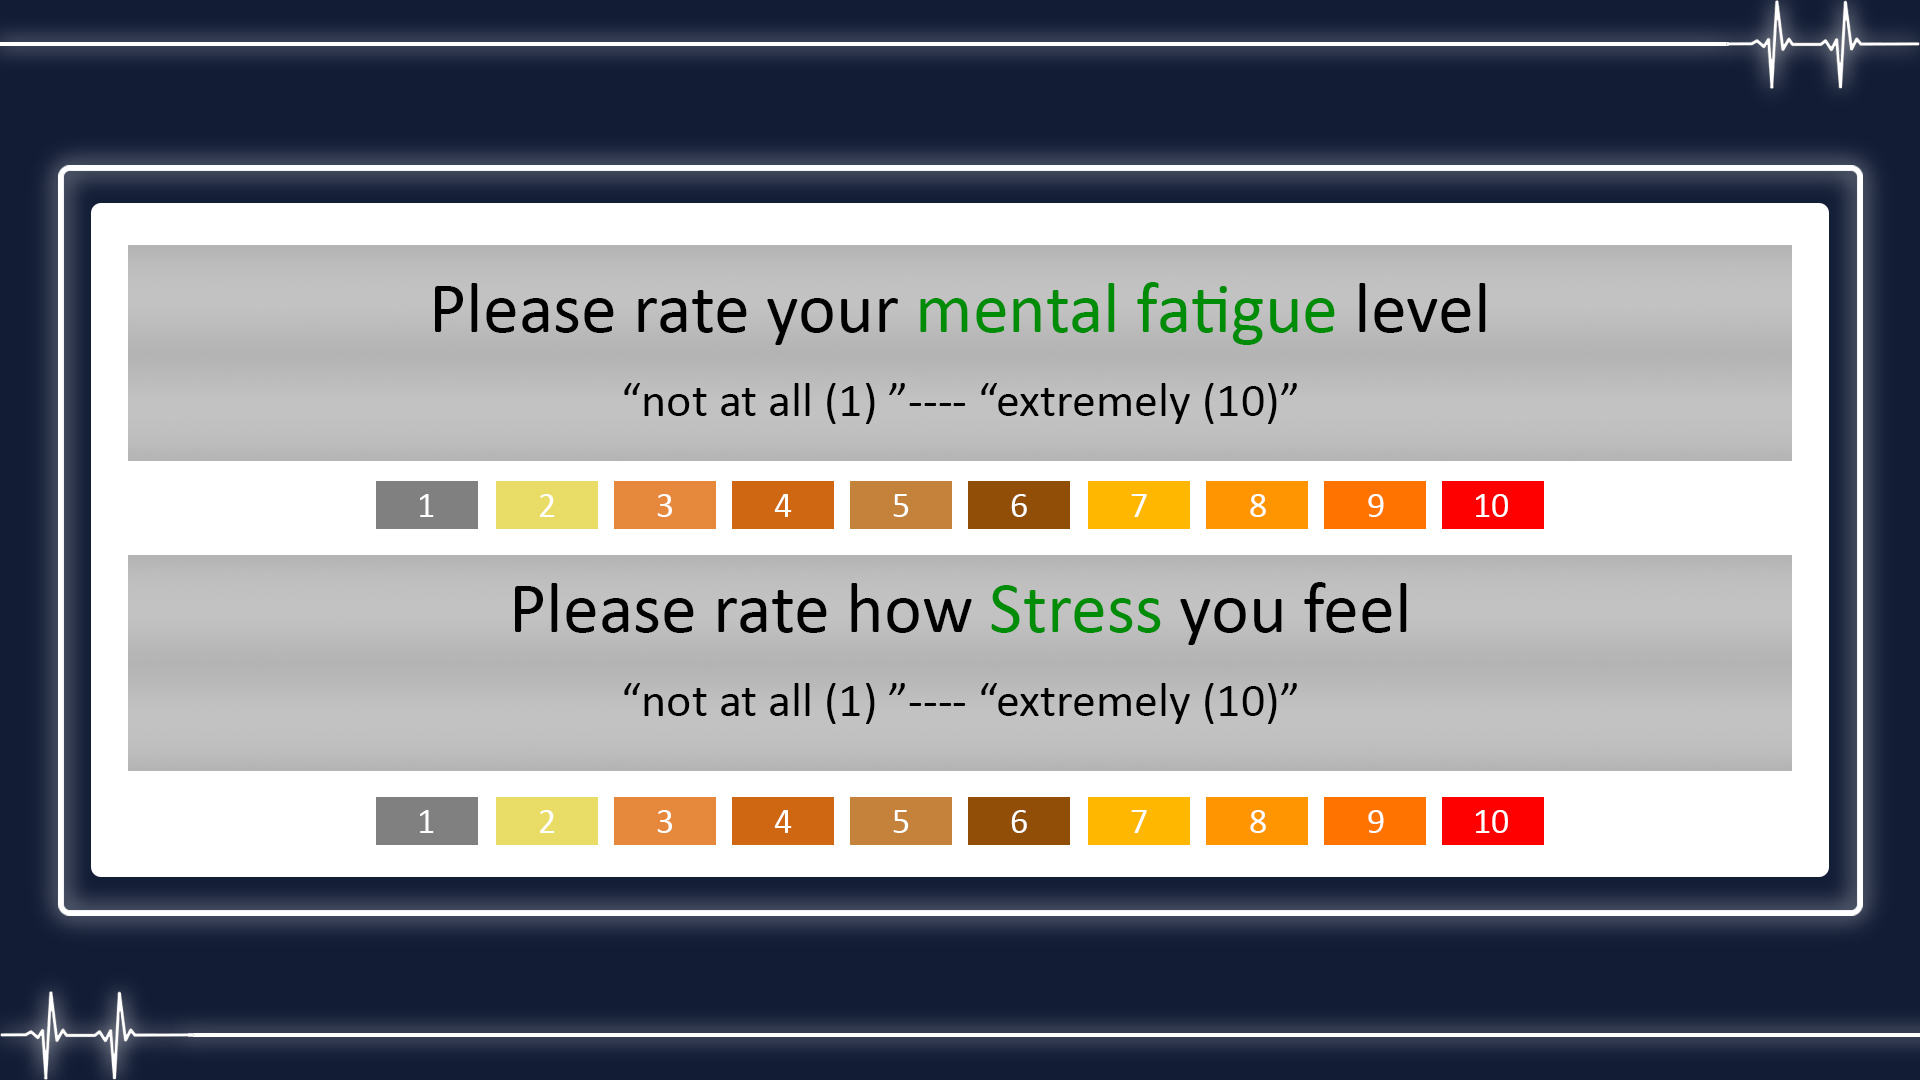 Please rate your mental fatigue level
“not at all (1) ”---- “extremely (10)”
1 2 3 4 5 6 7 8 9 10
Please rate how Stress you feel
“not at all (1) ”---- “extremely (10)”
1 2 3 4 5 6 7 8 9 10